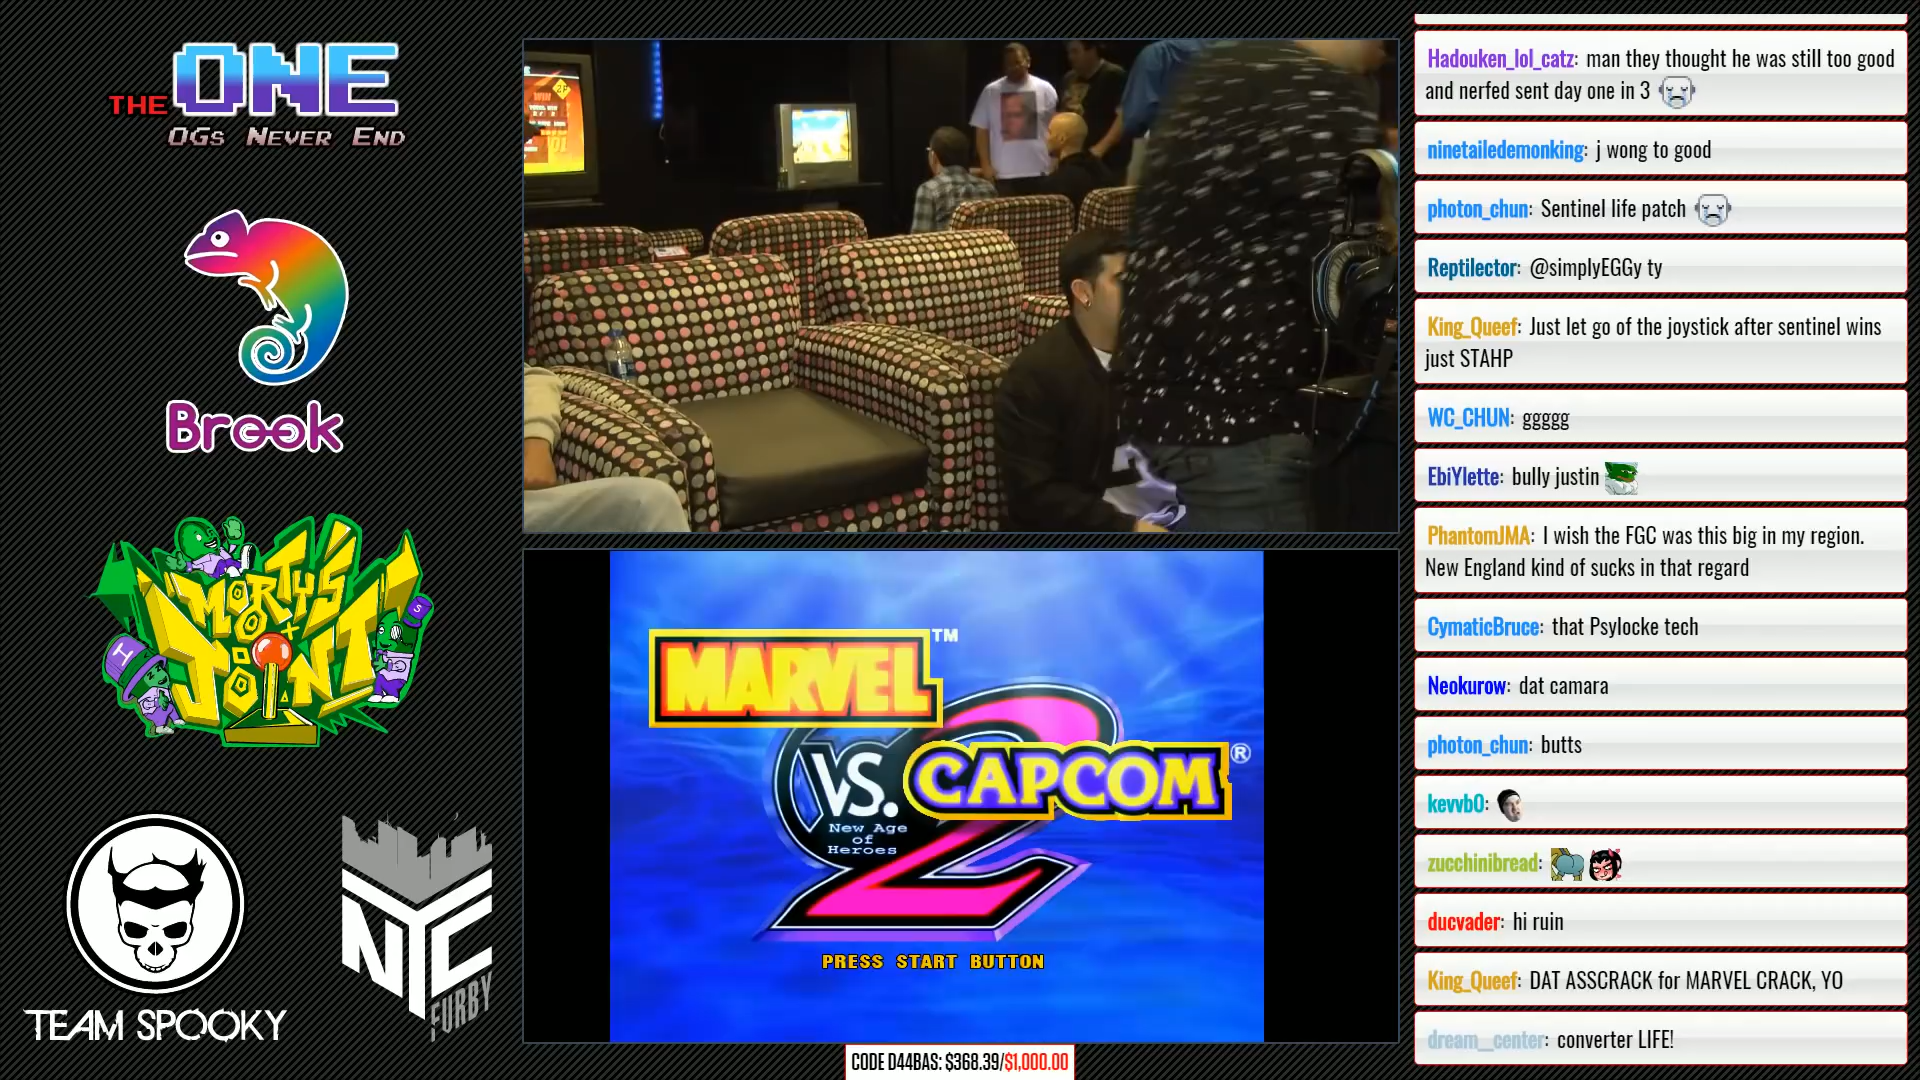 THE ONE
OGs Never End
Brook
MORTY'S
JOINT
TEAM SPOOKY
NYC
FURBY
WIN
MARVEL™
VS. CAPCOM®
2
New Age
of
Heroes
PRESS START BUTTON
CODE D44BAS: $368.39/$1,000.00
Hadouken_lol_catz: man they thought he was still too good
and nerfed sent day one in 3
ninetailedemonking: j wong to good
photon_chun: Sentinel life patch
Reptilector: @simplyEGGy ty
King_Queef: Just let go of the joystick after sentinel wins
just STAHP
WC_CHUN: ggggg
EbiYlette: bully justin
PhantomJMA: I wish the FGC was this big in my region.
New England kind of sucks in that regard
CymaticBruce: that Psylocke tech
Neokurow: dat camara
photon_chun: butts
kevvb0:
zucchinibread:
ducvader: hi ruin
King_Queef: DAT ASSCRACK for MARVEL CRACK, YO
dream__center: converter LIFE!